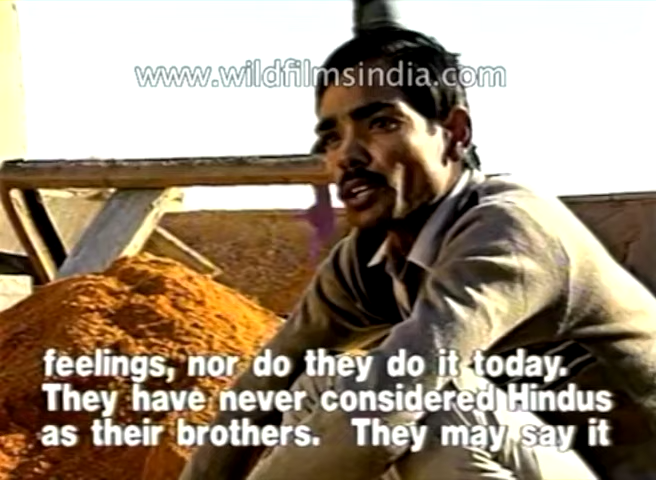 www.wildfilmsindia.com
feelings, nor do they do it today.
They have never considered Hindus
as their brothers. They may say it